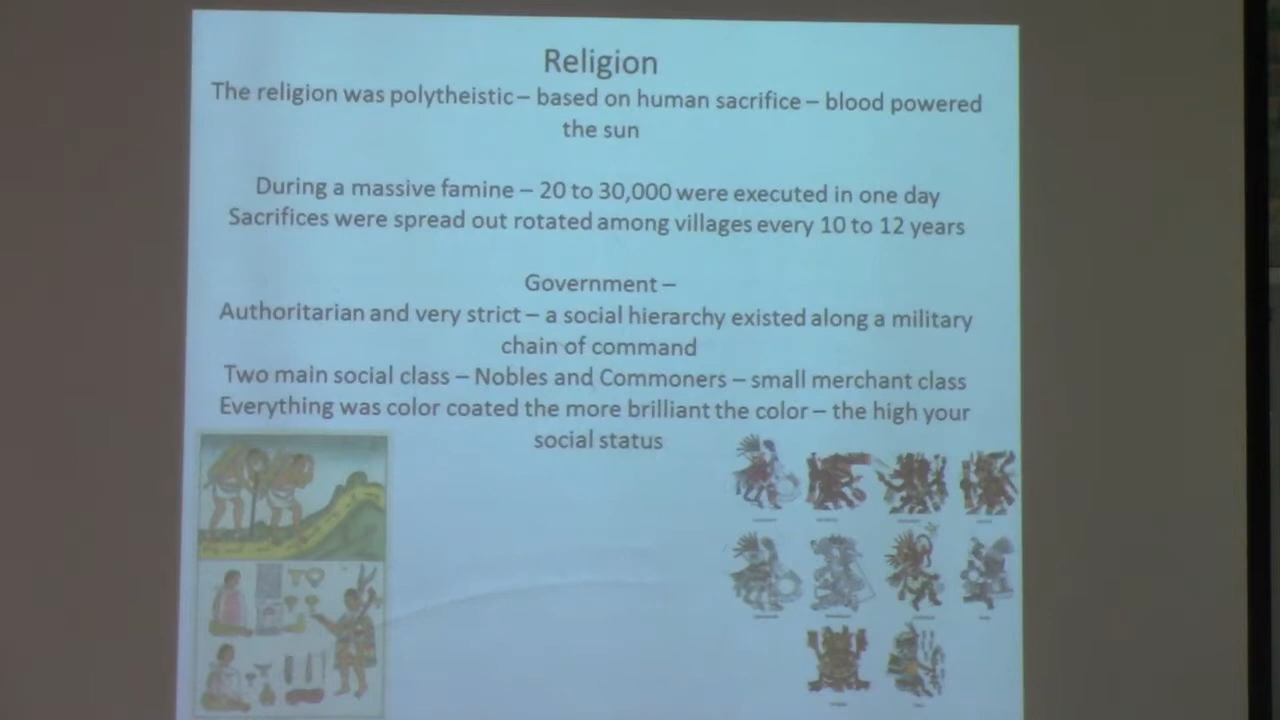 Religion
The religion was polytheistic – based on human sacrifice – blood powered
the sun
During a massive famine – 20 to 30,000 were executed in one day
Sacrifices were spread out rotated among villages every 10 to 12 years
Government –
Authoritarian and very strict – a social hierarchy existed along a military
chain of command
Two main social class – Nobles and Commoners – small merchant class
Everything was color coated the more brilliant the color – the high your
social status